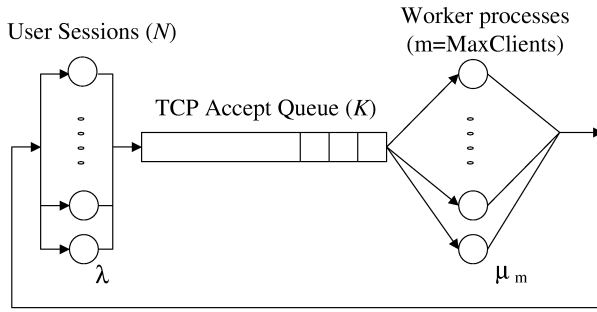 User Sessions (N)
Worker processes
(m=MaxClients)
TCP Accept Queue (K)
λ
μ m